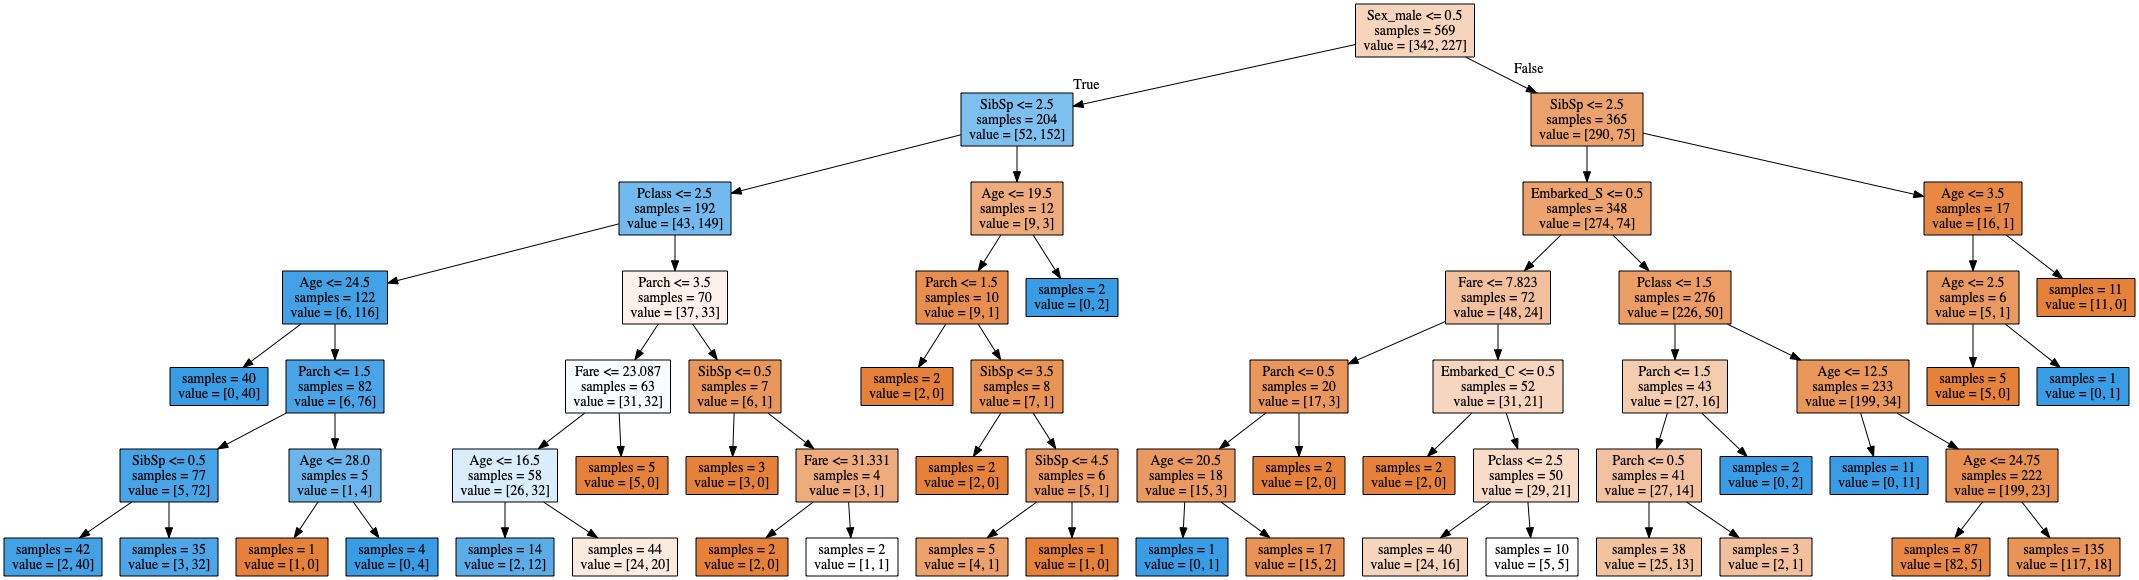 Sex_male <= 0.5
samples = 569
value = [342, 227]
True
False
SibSp <= 2.5
samples = 204
value = [52, 152]
SibSp <= 2.5
samples = 365
value = [290, 75]
Pclass <= 2.5
samples = 192
value = [43, 149]
Age <= 19.5
samples = 12
value = [9, 3]
Embarked_S <= 0.5
samples = 348
value = [274, 74]
Age <= 3.5
samples = 17
value = [16, 1]
Age <= 24.5
samples = 122
value = [6, 116]
Parch <= 3.5
samples = 70
value = [37, 33]
Parch <= 1.5
samples = 10
value = [9, 1]
samples = 2
value = [0, 2]
Fare <= 7.823
samples = 72
value = [48, 24]
Pclass <= 1.5
samples = 276
value = [226, 50]
Age <= 2.5
samples = 6
value = [5, 1]
samples = 11
value = [11, 0]
samples = 40
value = [0, 40]
Parch <= 1.5
samples = 82
value = [6, 76]
Fare <= 23.087
samples = 63
value = [31, 32]
SibSp <= 0.5
samples = 7
value = [6, 1]
samples = 2
value = [2, 0]
SibSp <= 3.5
samples = 8
value = [7, 1]
Parch <= 0.5
samples = 20
value = [17, 3]
Embarked_C <= 0.5
samples = 52
value = [31, 21]
Parch <= 1.5
samples = 43
value = [27, 16]
Age <= 12.5
samples = 233
value = [199, 34]
samples = 5
value = [5, 0]
samples = 1
value = [0, 1]
SibSp <= 0.5
samples = 77
value = [5, 72]
Age <= 28.0
samples = 5
value = [1, 4]
Age <= 16.5
samples = 58
value = [26, 32]
samples = 5
value = [5, 0]
samples = 3
value = [3, 0]
Fare <= 31.331
samples = 4
value = [3, 1]
samples = 2
value = [2, 0]
SibSp <= 4.5
samples = 6
value = [5, 1]
Age <= 20.5
samples = 18
value = [15, 3]
samples = 2
value = [2, 0]
samples = 2
value = [2, 0]
Pclass <= 2.5
samples = 50
value = [29, 21]
Parch <= 0.5
samples = 41
value = [27, 14]
samples = 2
value = [0, 2]
samples = 11
value = [0, 11]
Age <= 24.75
samples = 222
value = [199, 23]
samples = 42
value = [2, 40]
samples = 35
value = [3, 32]
samples = 1
value = [1, 0]
samples = 4
value = [0, 4]
samples = 14
value = [2, 12]
samples = 44
value = [24, 20]
samples = 2
value = [2, 0]
samples = 2
value = [1, 1]
samples = 5
value = [4, 1]
samples = 1
value = [1, 0]
samples = 1
value = [0, 1]
samples = 17
value = [15, 2]
samples = 40
value = [24, 16]
samples = 10
value = [5, 5]
samples = 38
value = [25, 13]
samples = 3
value = [2, 1]
samples = 87
value = [82, 5]
samples = 135
value = [117, 18]